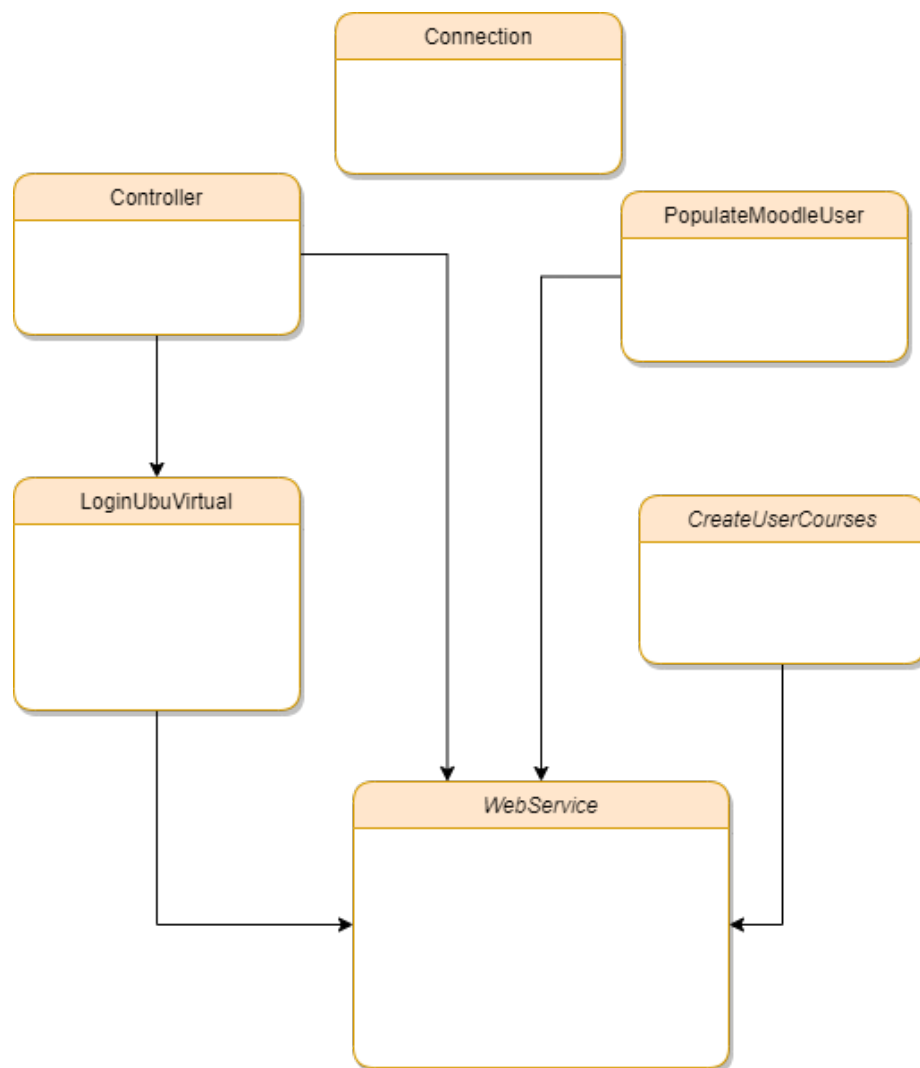 Connection
Controller
PopulateMoodleUser
LoginUbuVirtual
CreateUserCourses
WebService